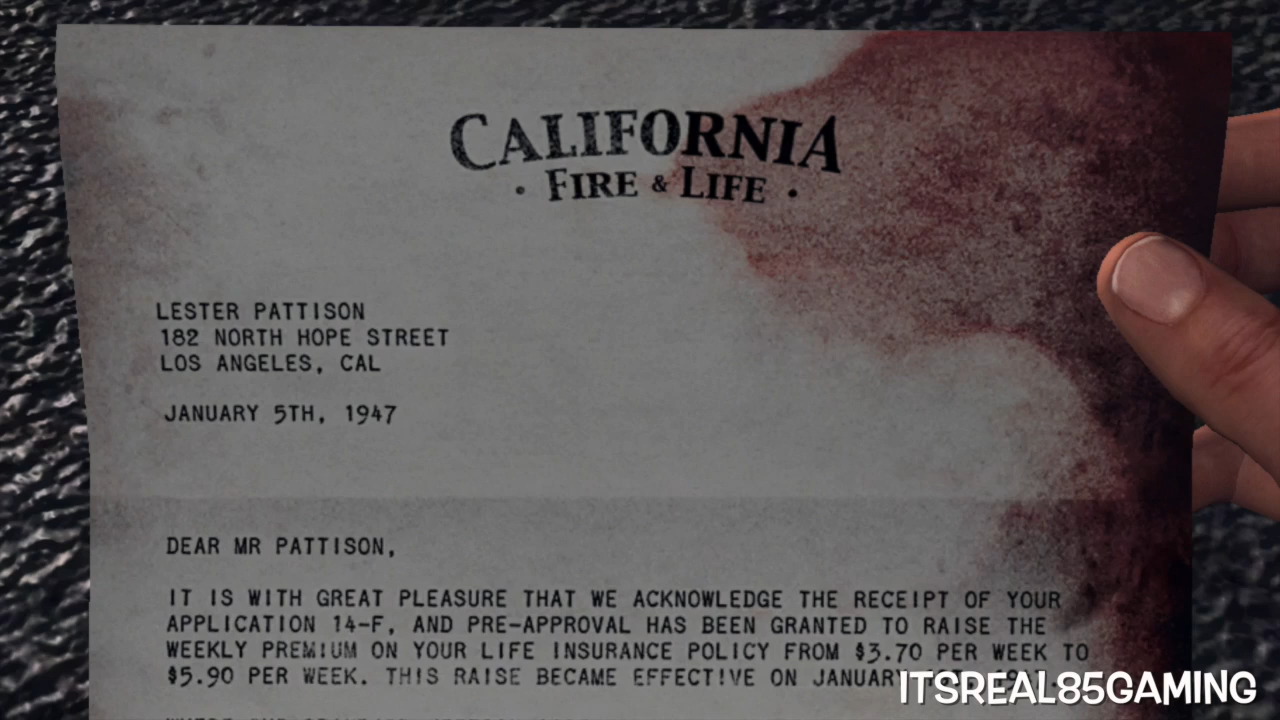 CALIFORNIA
• FIRE & LIFE •
LESTER PATTISON
182 NORTH HOPE STREET
LOS ANGELES, CAL
JANUARY 5TH, 1947
DEAR MR PATTISON,
IT IS WITH GREAT PLEASURE THAT WE ACKNOWLEDGE THE RECEIPT OF YOUR
APPLICATION 14-F, AND PRE-APPROVAL HAS BEEN GRANTED TO RAISE THE
WEEKLY PREMIUM ON YOUR LIFE INSURANCE POLICY FROM $3.70 PER WEEK TO
$5.90 PER WEEK. THIS RAISE BECAME EFFECTIVE ON JANUARY
ITSREAL85GAMING